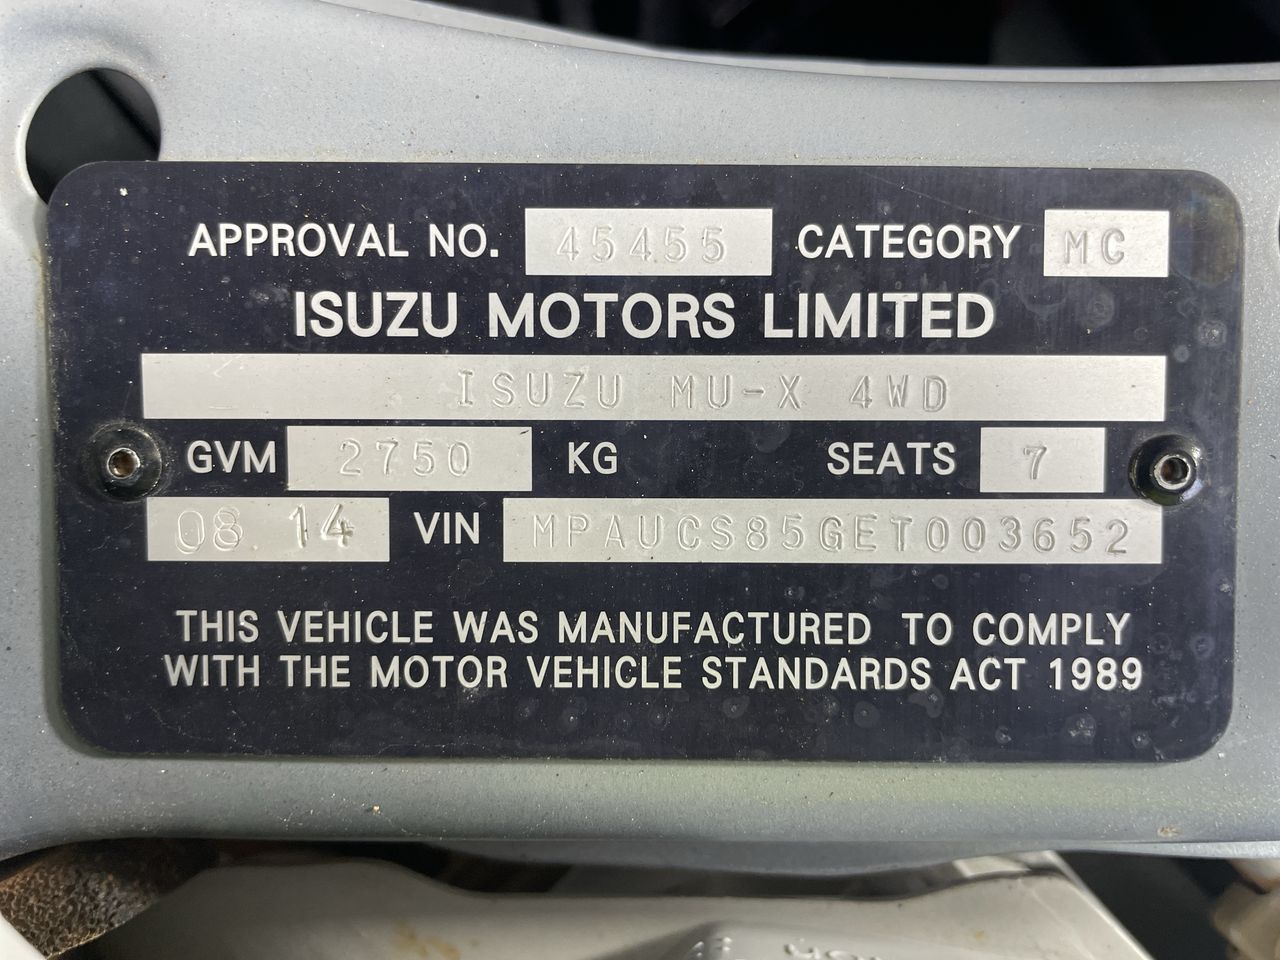 APPROVAL NO. 45455 CATEGORY MC
ISUZU MOTORS LIMITED
ISUZU MU-X 4WD
GVM 2750 KG SEATS 7
08 14 VIN MPAUCS85GET003652
THIS VEHICLE WAS MANUFACTURED TO COMPLY
WITH THE MOTOR VEHICLE STANDARDS ACT 1989